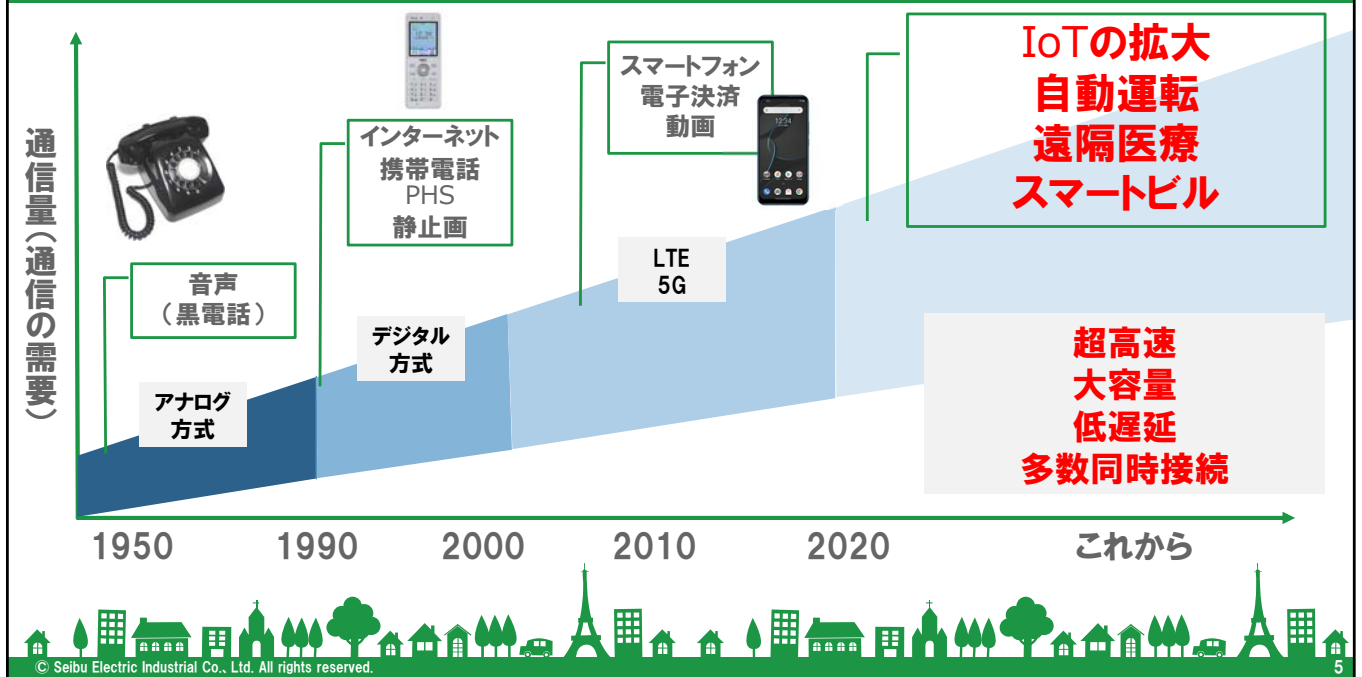 通信量（通信の需要）
音声
（黒電話）
アナログ
方式
インターネット
携帯電話
PHS
静止画
デジタル
方式
スマートフォン
電子決済
動画
12:34
LTE
5G
IoTの拡大
自動運転
遠隔医療
スマートビル
超高速
大容量
低遅延
多数同時接続
1950
1990
2000
2010
2020
これから
© Seibu Electric Industrial Co., Ltd. All rights reserved.
5